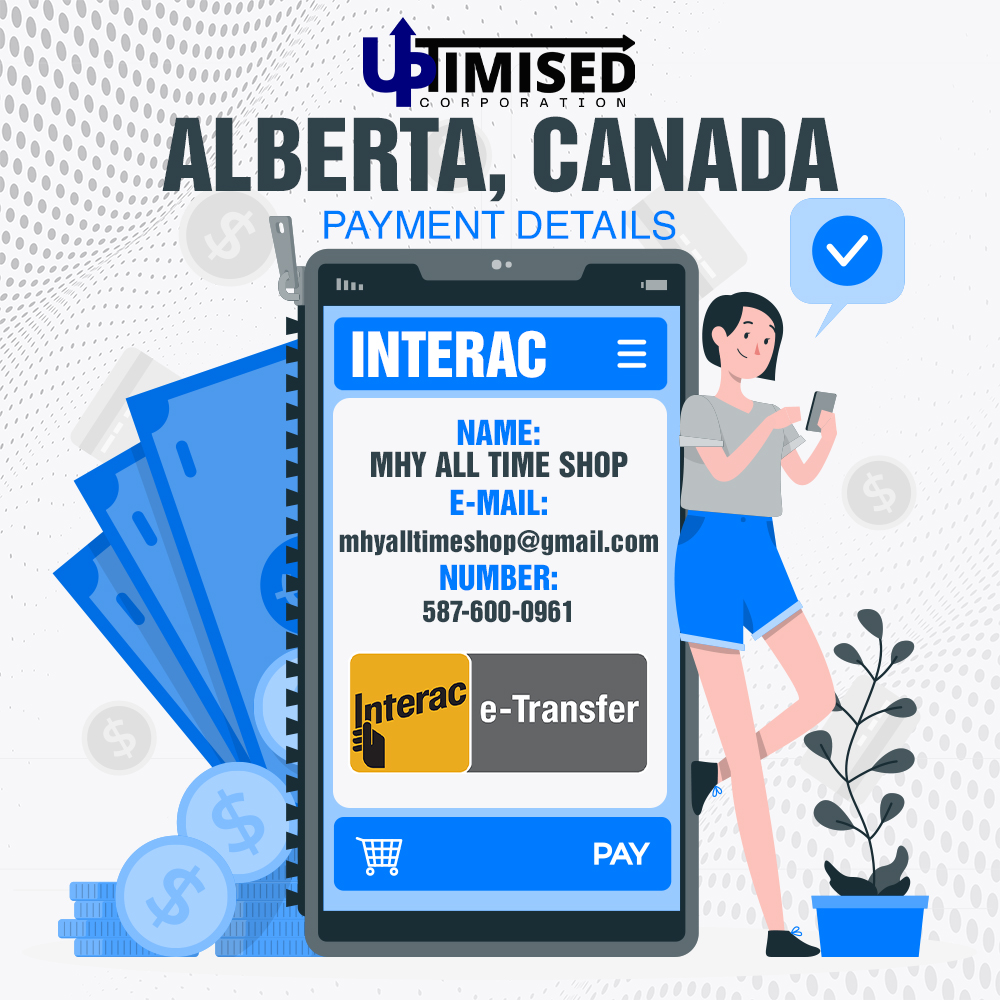 UPTIMISED
CORPORATION
ALBERTA, CANADA
PAYMENT DETAILS
INTERAC
NAME:
MHY ALL TIME SHOP
E-MAIL:
mhyalltimeshop@gmail.com
NUMBER:
587-600-0961
Interac e-Transfer
PAY